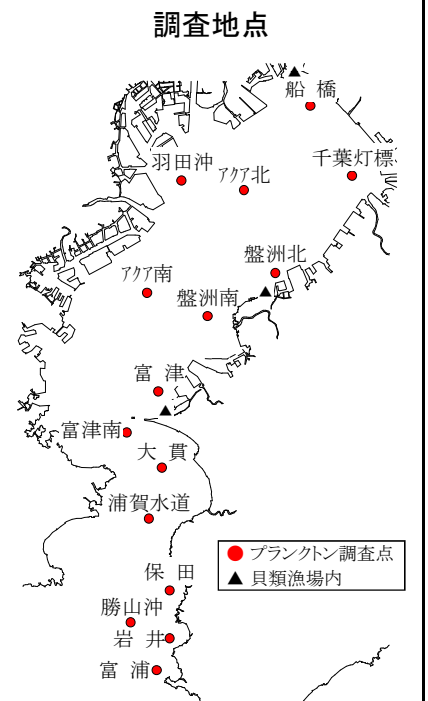 調査地点
船橋
千葉灯標
羽田沖
アクア北
盤洲北
アクア南
盤洲南
富津
富津南
大貫
浦賀水道
プランクトン調査点
貝類漁場内
保田
勝山沖
岩井
富浦